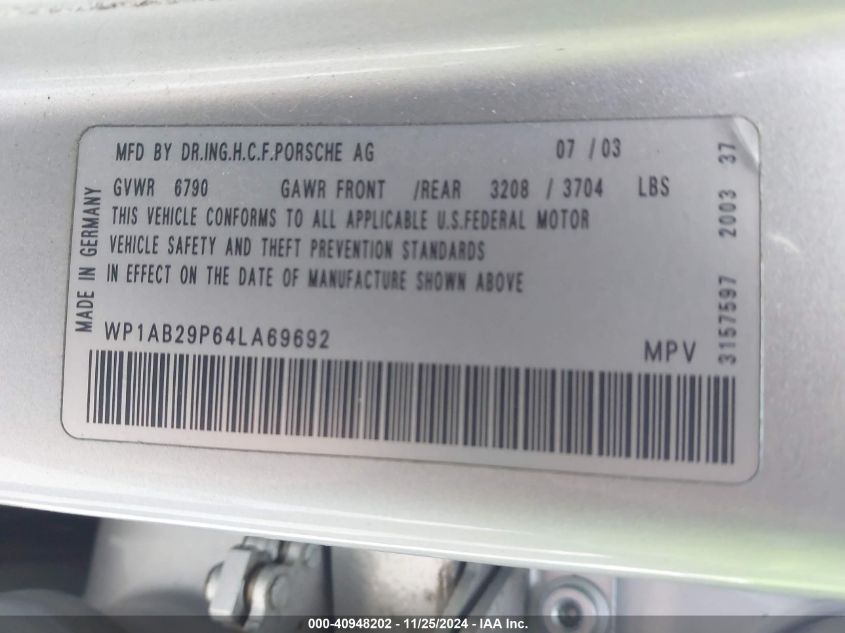 MFD BY DR.ING.H.C.F.PORSCHE AG 07 / 03
GVWR 6790 GAWR FRONT /REAR 3208 / 3704 LBS
THIS VEHICLE CONFORMS TO ALL APPLICABLE U.S.FEDERAL MOTOR
VEHICLE SAFETY AND THEFT PREVENTION STANDARDS
IN EFFECT ON THE DATE OF MANUFACTURE SHOWN ABOVE
WP1AB29P64LA69692
MPV
MADE IN GERMANY
3157597 2003 37
000-40948202 - 11/25/2024 - IAA Inc.